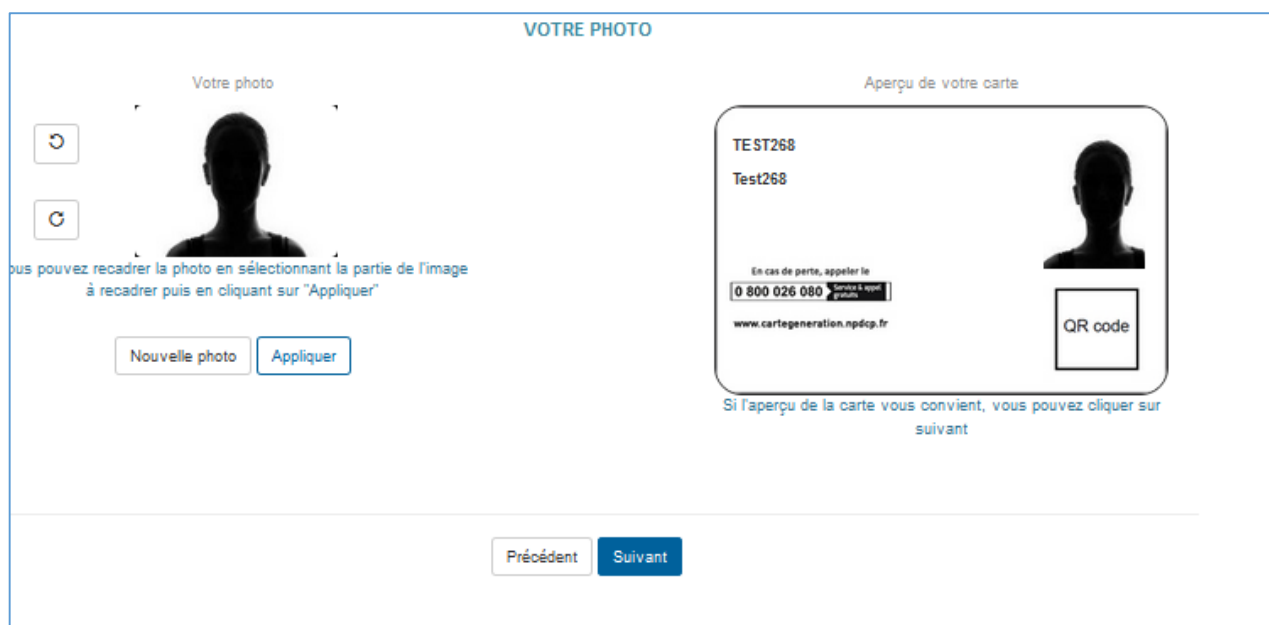 VOTRE PHOTO
Votre photo
ous pouvez recadrer la photo en sélectionnant la partie de l'image
à recadrer puis en cliquant sur "Appliquer"
Nouvelle photo
Appliquer
Aperçu de votre carte
TEST268
Test268
En cas de perte, appeler le
0 800 026 080 Service & appel
gratuits
www.cartegeneration.npdcp.fr
QR code
Si l'aperçu de la carte vous convient, vous pouvez cliquer sur
suivant
Précédent
Suivant